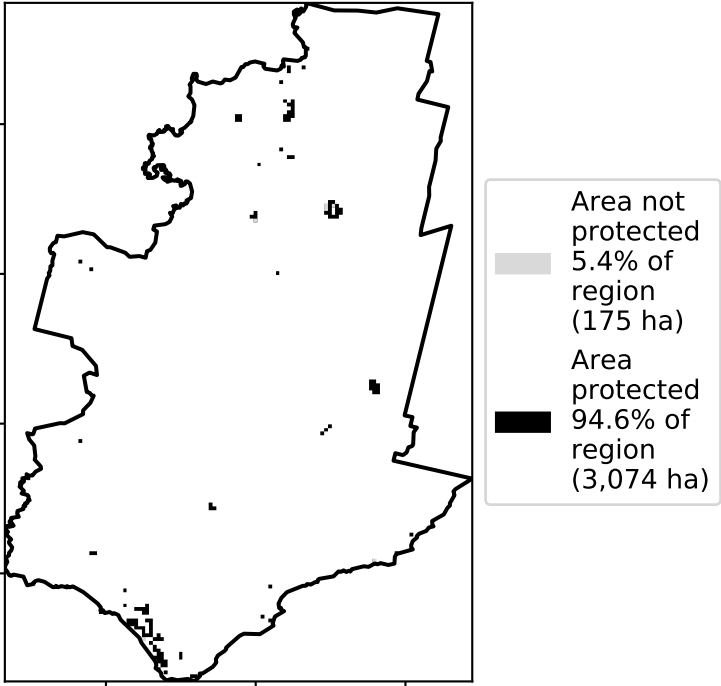 Area not
protected
5.4% of
region
(175 ha)
Area
protected
94.6% of
region
(3,074 ha)